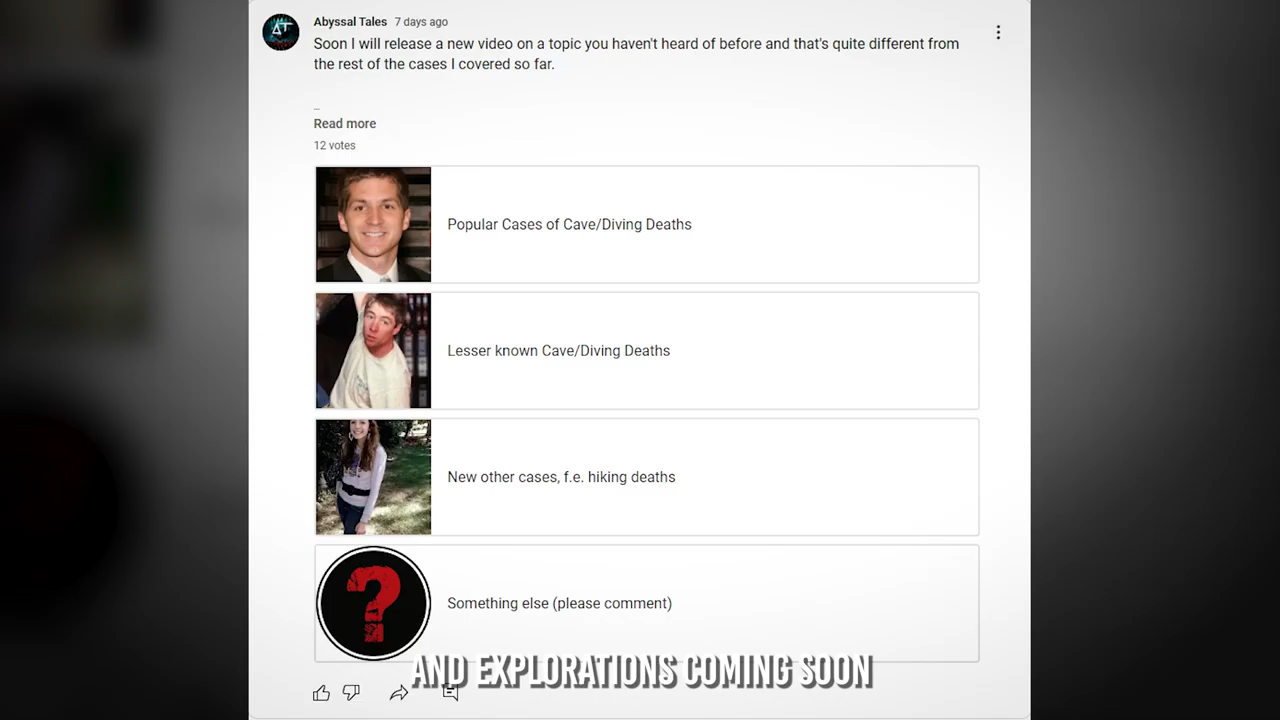 Abyssal Tales 7 days ago
Soon I will release a new video on a topic you haven't heard of before and that's quite different from
the rest of the cases I covered so far.
_
Read more
12 votes
Popular Cases of Cave/Diving Deaths
Lesser known Cave/Diving Deaths
New other cases, f.e. hiking deaths
?
Something else (please comment)
AND EXPLORATIONS COMING SOON